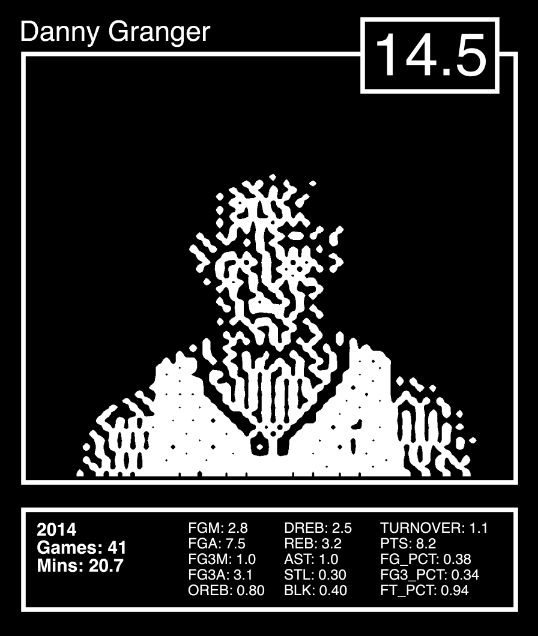 Danny Granger
14.5
2014
Games: 41
Mins: 20.7
FGM: 2.8
FGA: 7.5
FG3M: 1.0
FG3A: 3.1
OREB: 0.80
DREB: 2.5
REB: 3.2
AST: 1.0
STL: 0.30
BLK: 0.40
TURNOVER: 1.1
PTS: 8.2
FG_PCT: 0.38
FG3_PCT: 0.34
FT_PCT: 0.94